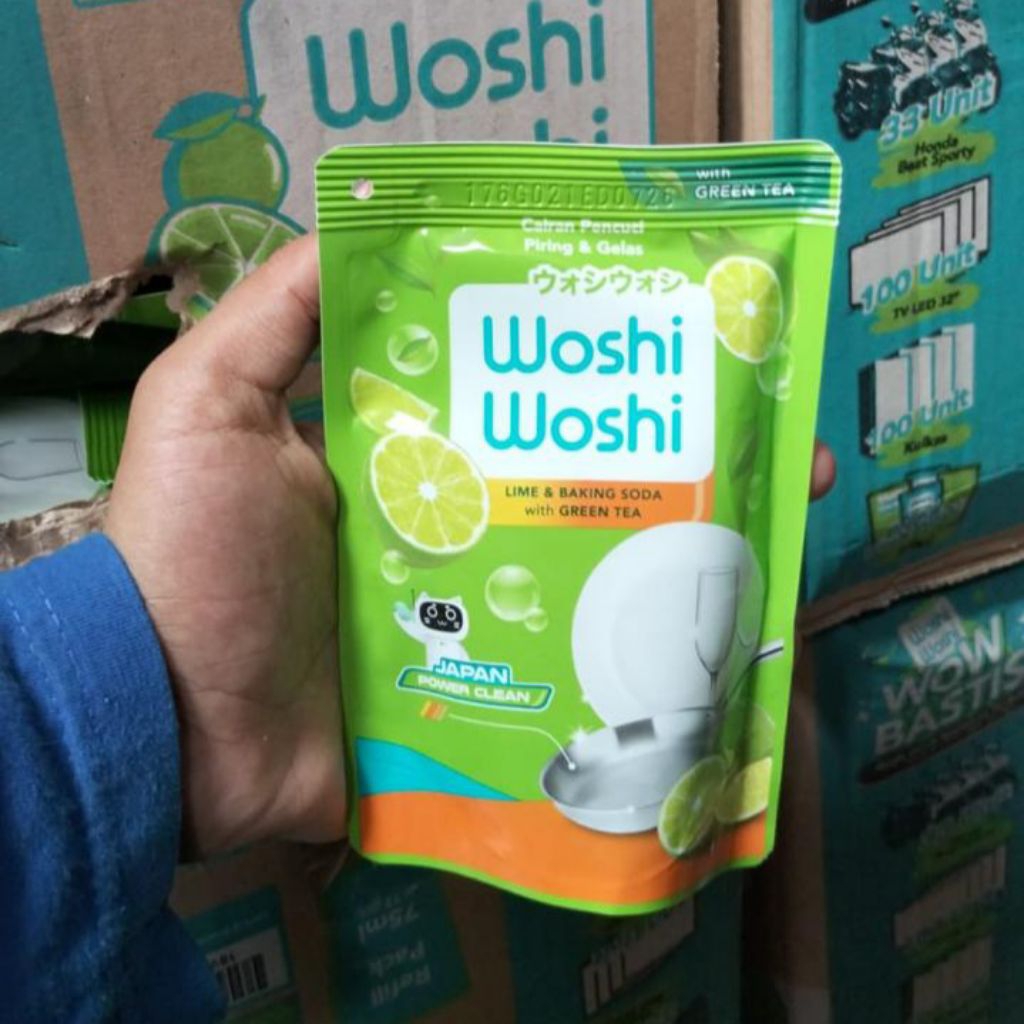 Woshi
with
GREEN TEA
176G021ED0726
Cairan Pencuci
Piring & Gelas
ウォシウォシ
Woshi
Woshi
LIME & BAKING SODA
with GREEN TEA
JAPAN
POWER CLEAN
33 Unit
Honda
Beat Sporty
100 Unit
TV LED 32"
100 Unit
Kulkas
Woshi
Woshi
WOW
BASTIS
75ml
Pack
Refill